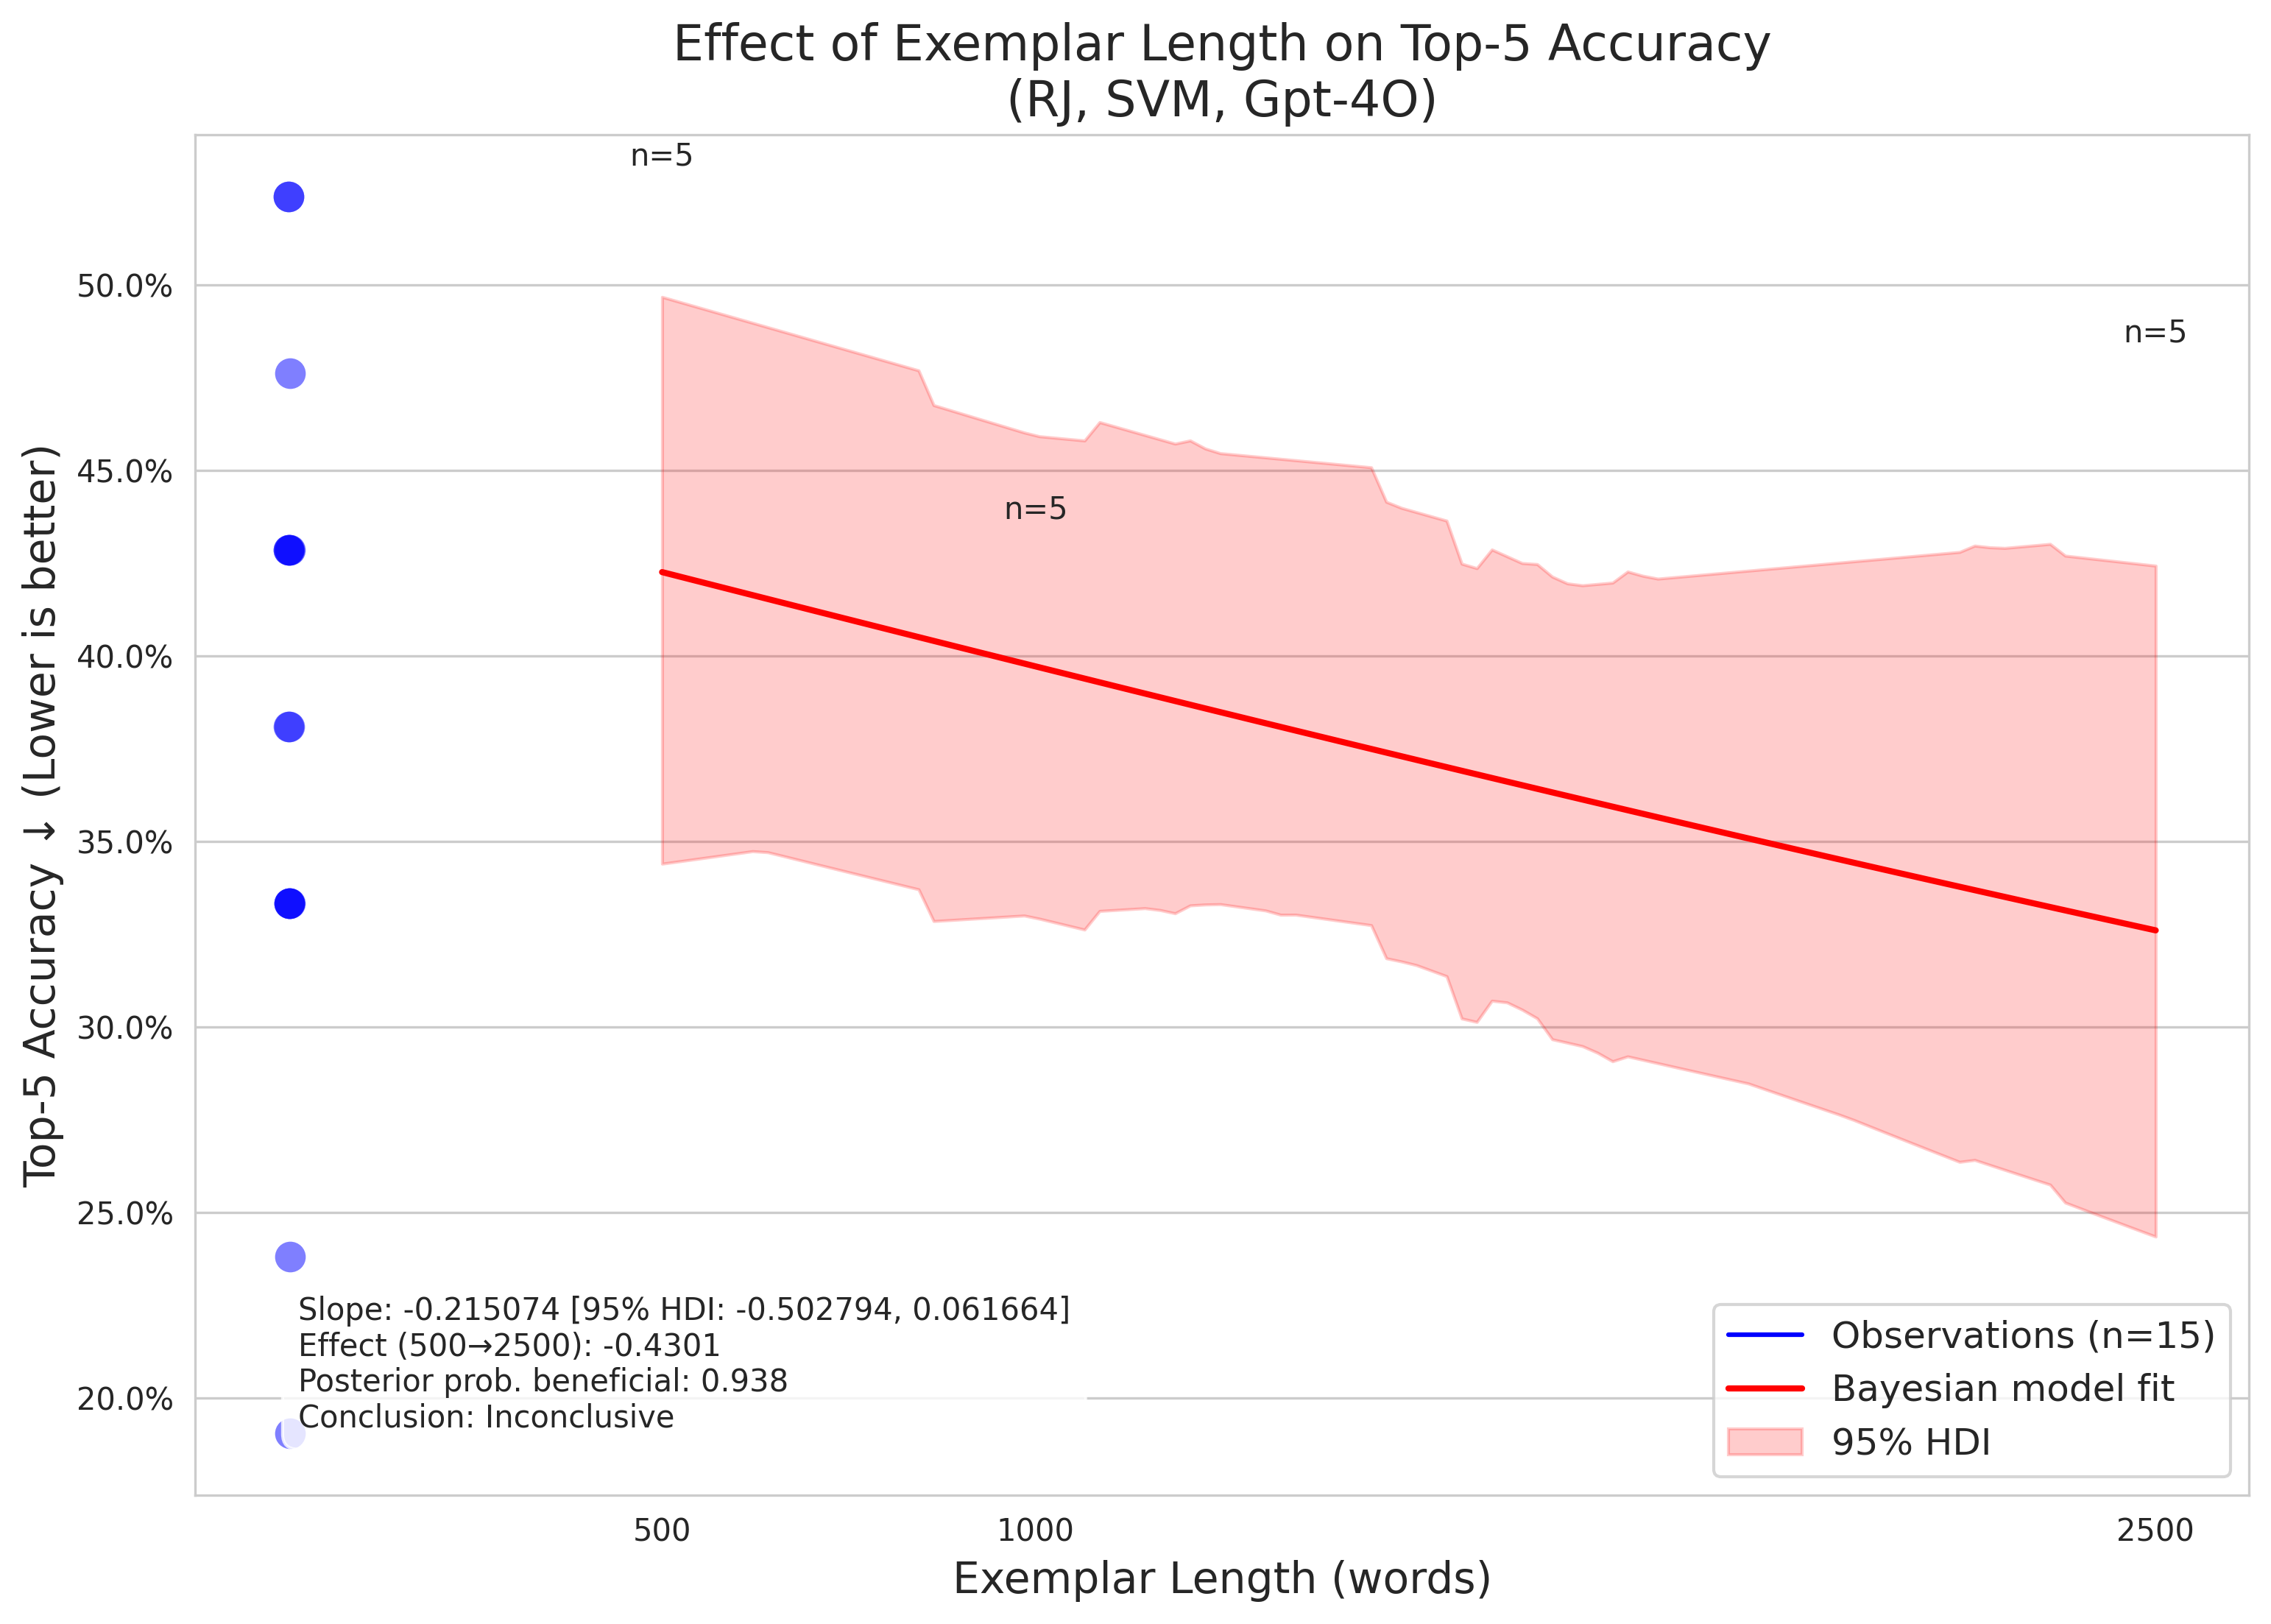 Effect of Exemplar Length on Top-5 Accuracy
(RJ, SVM, Gpt-4O)
n=5
n=5
n=5
Top-5 Accuracy ↓ (Lower is better)
50.0%
45.0%
40.0%
35.0%
30.0%
25.0%
20.0%
Slope: -0.215074 [95% HDI: -0.502794, 0.061664]
Effect (500→2500): -0.4301
Posterior prob. beneficial: 0.938
Conclusion: Inconclusive
Observations (n=15)
Bayesian model fit
95% HDI
500
1000
2500
Exemplar Length (words)